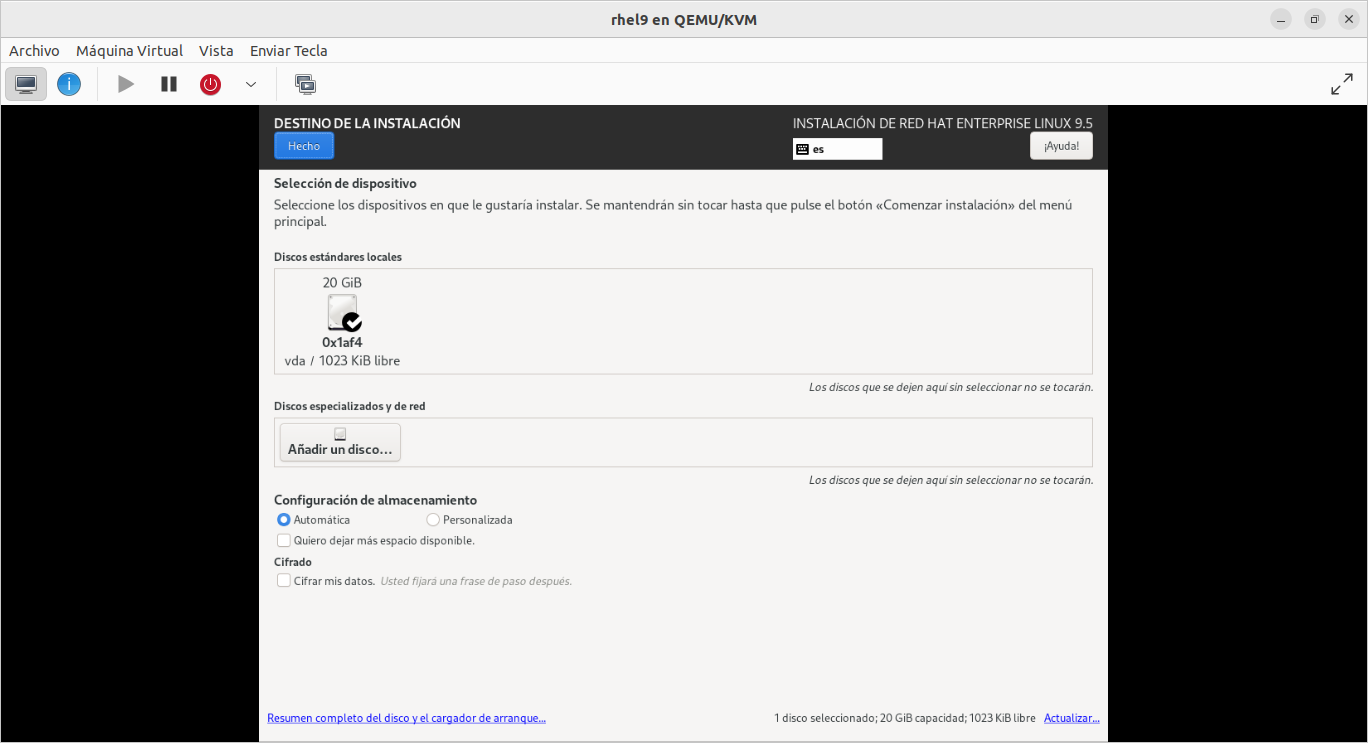 rhel9 en QEMU/KVM
Archivo Máquina Virtual Vista Enviar Tecla
DESTINO DE LA INSTALACIÓN
INSTALACIÓN DE RED HAT ENTERPRISE LINUX 9.5
Hecho
es
¡Ayuda!
Selección de dispositivo
Seleccione los dispositivos en que le gustaría instalar. Se mantendrán sin tocar hasta que pulse el botón «Comenzar instalación» del menú
principal.
Discos estándares locales
20 GiB
0x1af4
vda / 1023 KiB libre
Los discos que se dejen aquí sin seleccionar no se tocarán.
Discos especializados y de red
Añadir un disco...
Los discos que se dejen aquí sin seleccionar no se tocarán.
Configuración de almacenamiento
Automática Personalizada
Quiero dejar más espacio disponible.
Cifrado
Cifrar mis datos. Usted fijará una frase de paso después.
Resumen completo del disco y el cargador de arranque...
1 disco seleccionado; 20 GiB capacidad; 1023 KiB libre Actualizar...